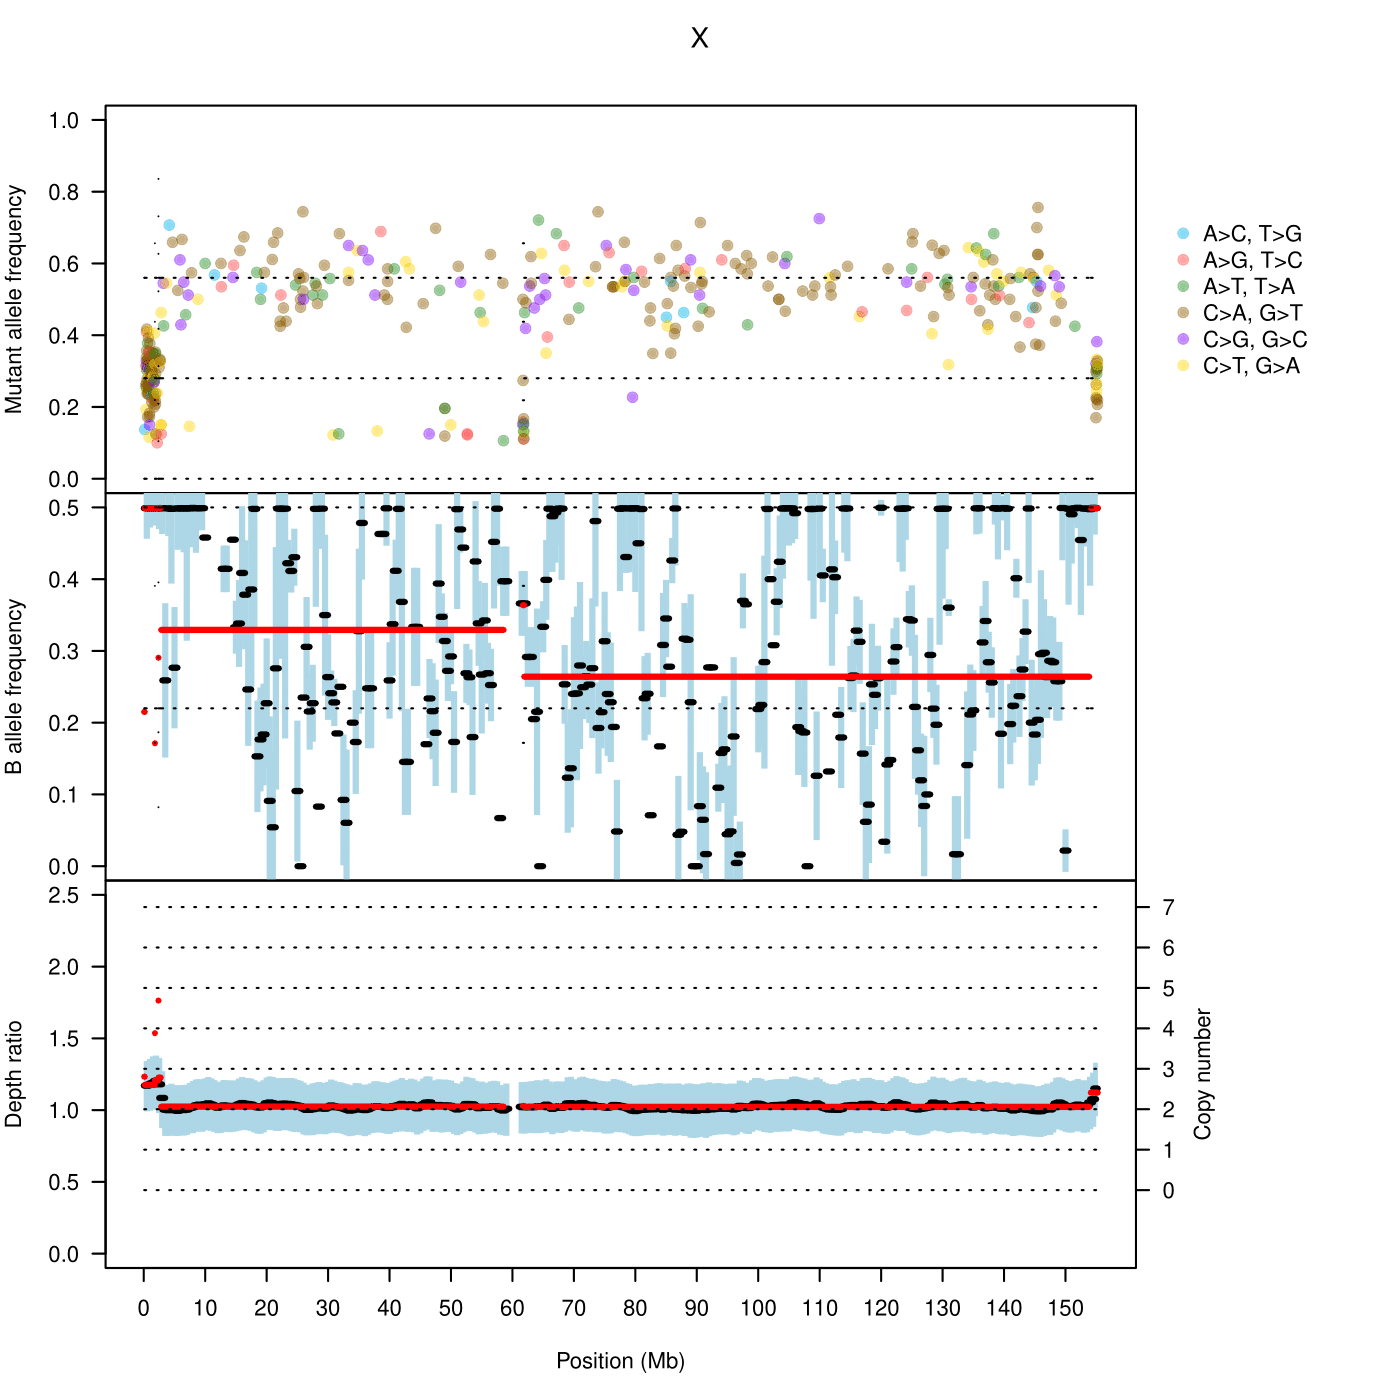 X
Mutant allele frequency
1.0
0.8
0.6
0.4
0.2
0.0
A>C, T>G
A>G, T>C
A>T, T>A
C>A, G>T
C>G, G>C
C>T, G>A
B allele frequency
0.5
0.4
0.3
0.2
0.1
0.0
Depth ratio
2.5
2.0
1.5
1.0
0.5
0.0
7
6
5
4
3
2
1
0
Copy number
0 10 20 30 40 50 60 70 80 90 100 110 120 130 140 150
Position (Mb)